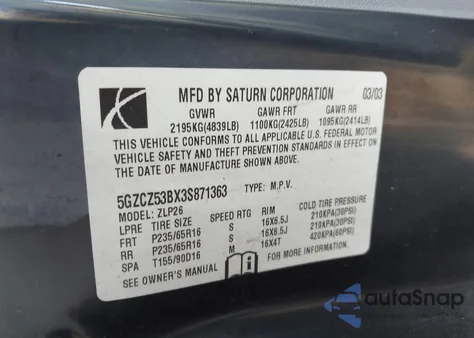 MFD BY SATURN CORPORATION 03/03
GVWR GAWR FRT GAWR RR
2195KG(4839LB) 1100KG(2425LB) 1095KG(2414LB)
THIS VEHICLE CONFORMS TO ALL APPLICABLE U.S. FEDERAL MOTOR
VEHICLE SAFETY AND THEFT PREVENTION STANDARDS IN EFFECT ON THE
DATE OF MANUFACTURE SHOWN ABOVE.
5GZCZ53BX3S871363 TYPE: M.P.V.
MODEL: ZLP26
LPRE TIRE SIZE SPEED RTG RIM COLD TIRE PRESSURE
FRT P235/65R16 S 16X6.5J 210KPA(30PSI)
RR P235/65R16 S 16X6.5J 210KPA(30PSI)
SPA T155/90D16 M 16X4T 420KPA(60PSI)
SEE OWNER'S MANUAL
autoSnap